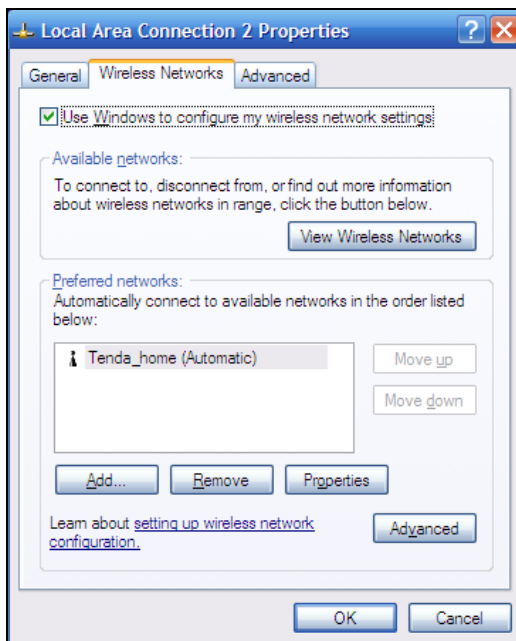 Local Area Connection 2 Properties
General Wireless Networks Advanced
Use Windows to configure my wireless network settings
Available networks:
To connect to, disconnect from, or find out more information
about wireless networks in range, click the button below.
View Wireless Networks
Preferred networks:
Automatically connect to available networks in the order listed
below:
Tenda_home (Automatic)
Move up
Move down
Add... Remove Properties
Learn about setting up wireless network
configuration.
Advanced
OK Cancel